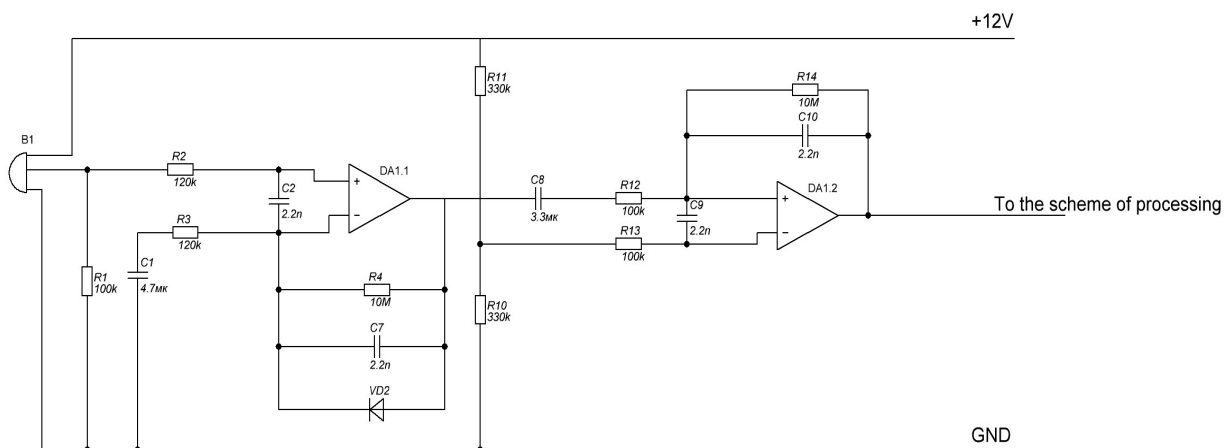 +12V
R11
330k
R14
10M
C10
2.2n
B1
R2
120k
DA1.1
+
−
C2
2.2n
C8
3.3мк
R12
100k
DA1.2
+
−
C9
2.2n
To the scheme of processing
R3
120k
R13
100k
C1
4.7мк
R1
100k
R4
10M
R10
330k
C7
2.2n
VD2
GND